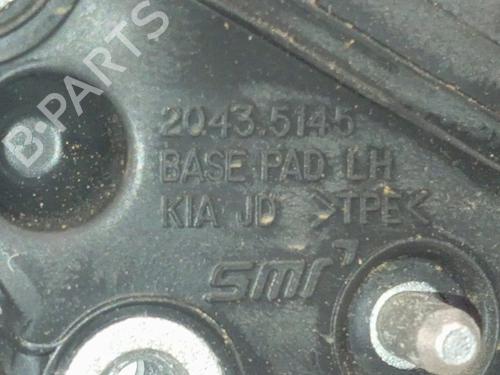 B-PARTS
2043.5145
BASE PAD LH
KIA JD >TPE<
smr